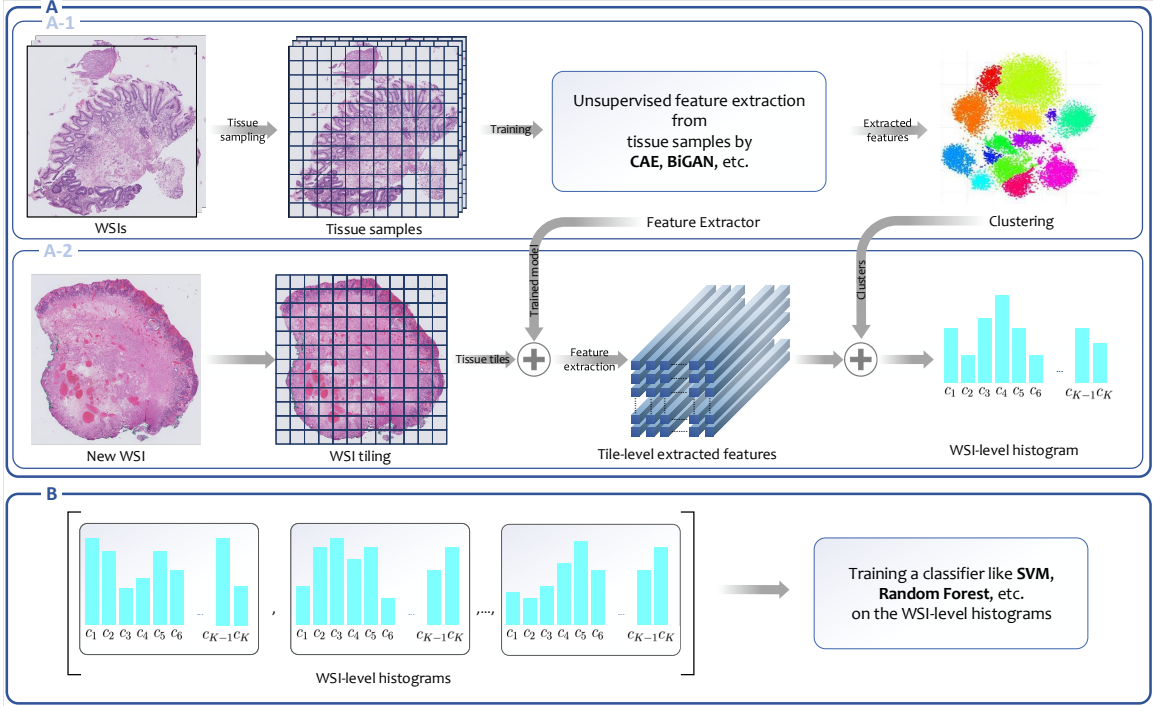 A
A-1
Tissue
sampling
Training
Unsupervised feature extraction
from
tissue samples by
CAE, BiGAN, etc.
Extracted
features
WSIs
Tissue samples
Feature Extractor
Clustering
A-2
Trained model
Clusters
Tissue tiles
Feature
extraction
...
c1 c2 c3 c4 c5 c6 cK−1 cK
New WSI
WSI tiling
Tile-level extracted features
WSI-level histogram
B
... , ... ,..., ...
c1 c2 c3 c4 c5 c6 cK−1 cK
c1 c2 c3 c4 c5 c6 cK−1 cK
c1 c2 c3 c4 c5 c6 cK−1 cK
WSI-level histograms
Training a classifier like SVM,
Random Forest, etc.
on the WSI-level histograms